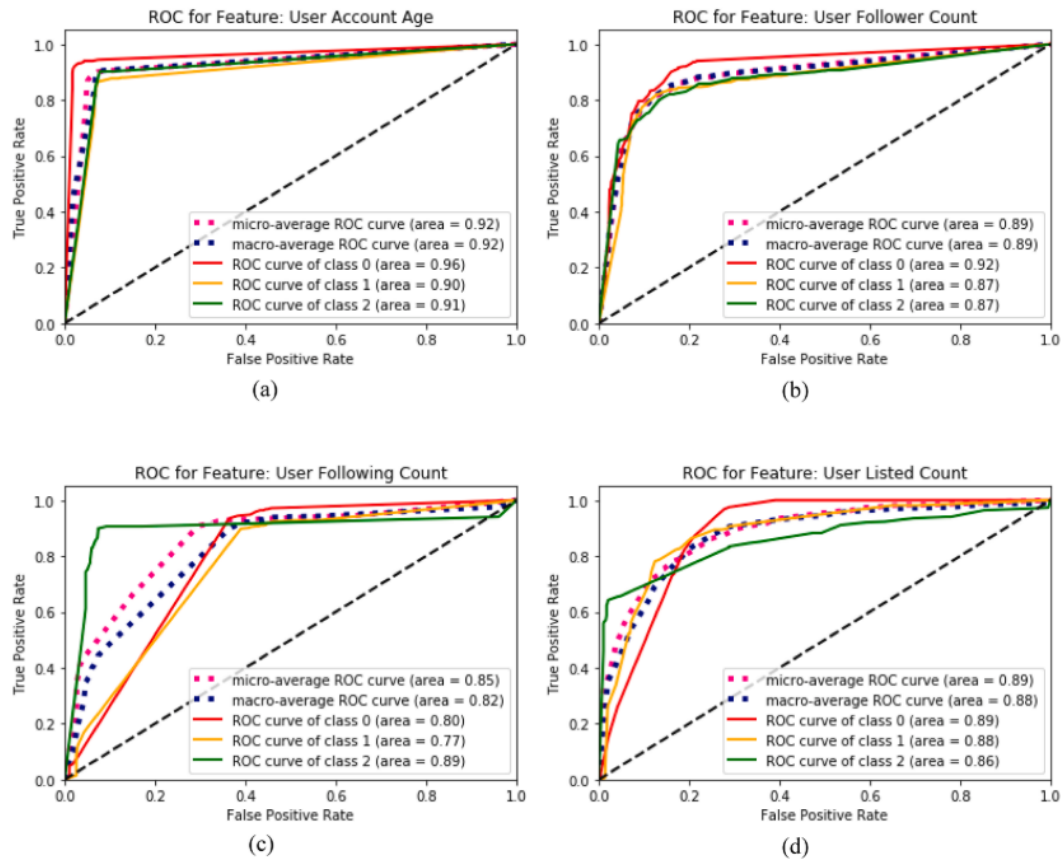 ROC for Feature: User Account Age
1.0
0.8
0.6
0.4
0.2
0.0
True Positive Rate
micro-average ROC curve (area = 0.92)
macro-average ROC curve (area = 0.92)
ROC curve of class 0 (area = 0.96)
ROC curve of class 1 (area = 0.90)
ROC curve of class 2 (area = 0.91)
0.0 0.2 0.4 0.6 0.8 1.0
False Positive Rate
(a)
ROC for Feature: User Follower Count
1.0
0.8
0.6
0.4
0.2
0.0
True Positive Rate
micro-average ROC curve (area = 0.89)
macro-average ROC curve (area = 0.89)
ROC curve of class 0 (area = 0.92)
ROC curve of class 1 (area = 0.87)
ROC curve of class 2 (area = 0.87)
0.0 0.2 0.4 0.6 0.8 1.0
False Positive Rate
(b)
ROC for Feature: User Following Count
1.0
0.8
0.6
0.4
0.2
0.0
True Positive Rate
micro-average ROC curve (area = 0.85)
macro-average ROC curve (area = 0.82)
ROC curve of class 0 (area = 0.80)
ROC curve of class 1 (area = 0.77)
ROC curve of class 2 (area = 0.89)
0.0 0.2 0.4 0.6 0.8 1.0
False Positive Rate
(c)
ROC for Feature: User Listed Count
1.0
0.8
0.6
0.4
0.2
0.0
True Positive Rate
micro-average ROC curve (area = 0.89)
macro-average ROC curve (area = 0.88)
ROC curve of class 0 (area = 0.89)
ROC curve of class 1 (area = 0.88)
ROC curve of class 2 (area = 0.86)
0.0 0.2 0.4 0.6 0.8 1.0
False Positive Rate
(d)